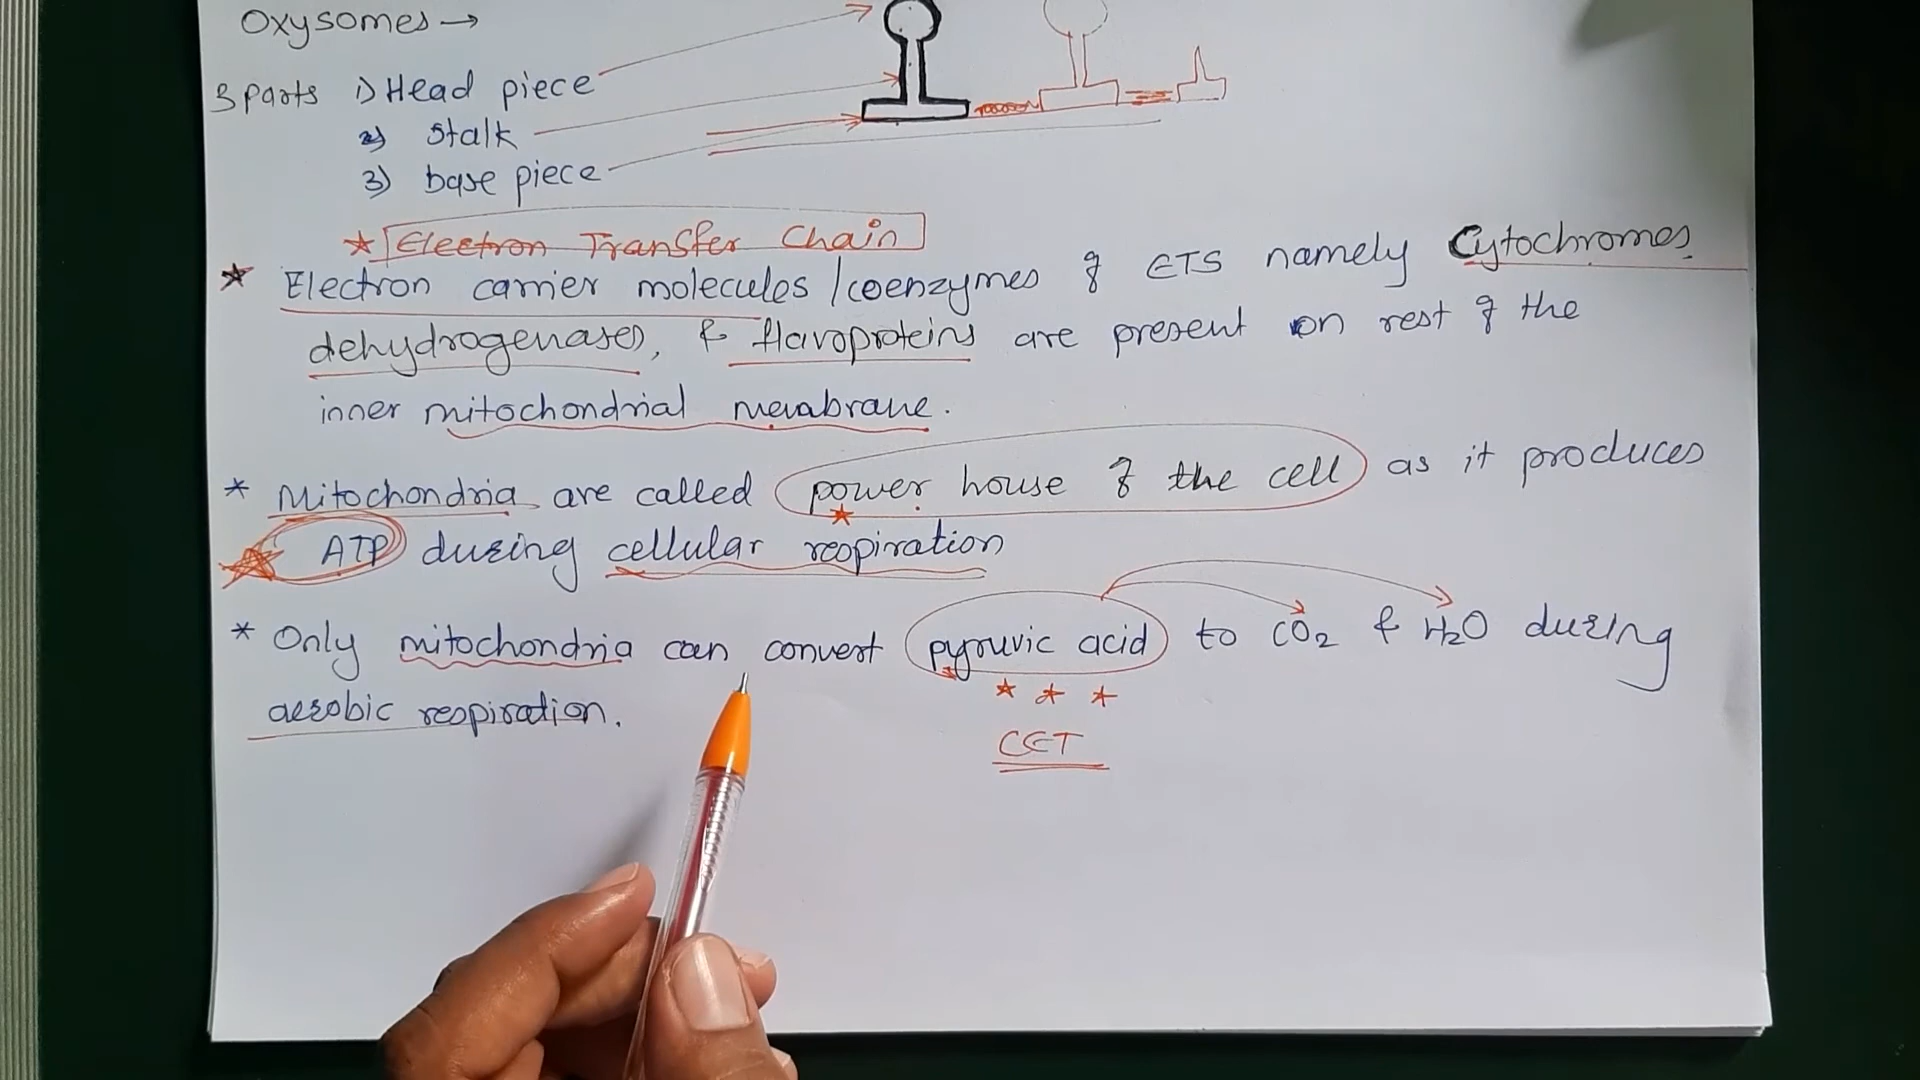 Oxysomes →
3 parts 1) Head piece
2) stalk
3) base piece
* Electron Transfer Chain
* Electron carrier molecules / coenzymes of ETS namely Cytochromes
dehydrogenases, & flavoproteins are present on rest of the
inner mitochondrial membrane.
* Mitochondria are called power house of the cell as it produces
ATP during cellular respiration
* Only mitochondria can convert pyruvic acid to CO₂ & H₂O during
aerobic respiration.
CET